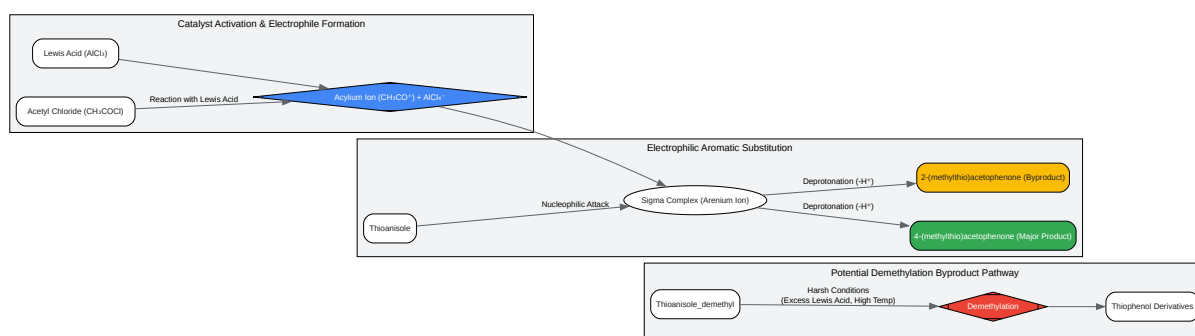 Catalyst Activation & Electrophile Formation
Lewis Acid (AlCl₃)
Acetyl Chloride (CH₃COCl)
Reaction with Lewis Acid
Acylium Ion (CH₃CO⁺) + AlCl₄⁻
Electrophilic Aromatic Substitution
Thioanisole
Nucleophilic Attack
Sigma Complex (Arenium Ion)
Deprotonation (-H⁺)
2-(methylthio)acetophenone (Byproduct)
Deprotonation (-H⁺)
4-(methylthio)acetophenone (Major Product)
Potential Demethylation Byproduct Pathway
Thioanisole_demethyl
Harsh Conditions
(Excess Lewis Acid, High Temp)
Demethylation
Thiophenol Derivatives